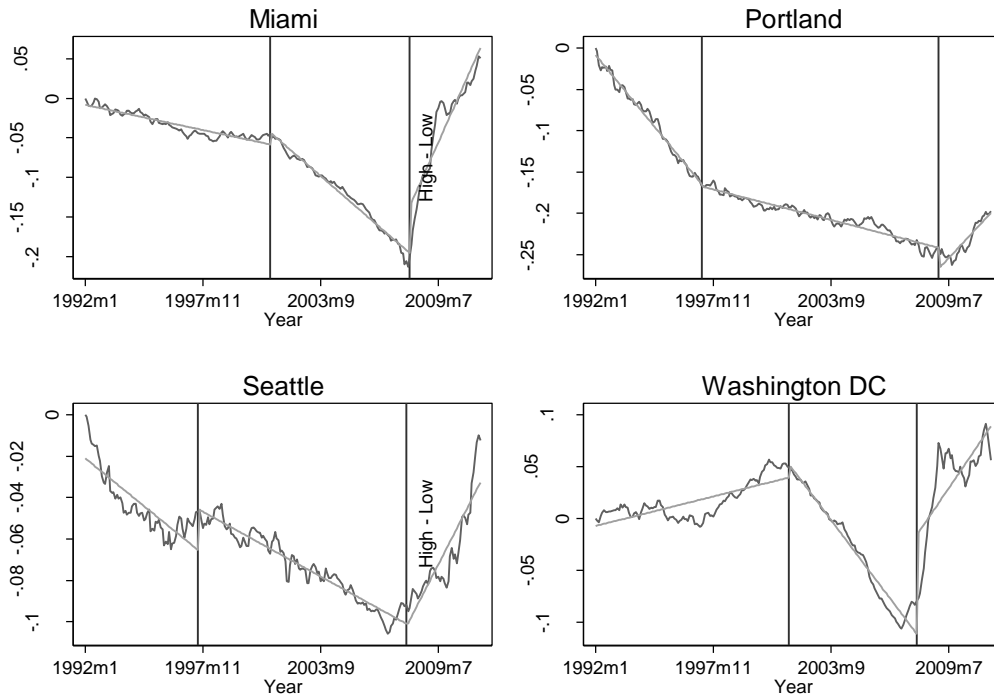 Miami
.05
0
-.05
-.1
-.15
-.2
High - Low
1992m1 1997m11 2003m9 2009m7
Year
Portland
0
-.05
-.1
-.15
-.2
-.25
1992m1 1997m11 2003m9 2009m7
Year
Seattle
0
-.02
-.04
-.06
-.08
-.1
High - Low
1992m1 1997m11 2003m9 2009m7
Year
Washington DC
.1
.05
0
-.05
-.1
1992m1 1997m11 2003m9 2009m7
Year